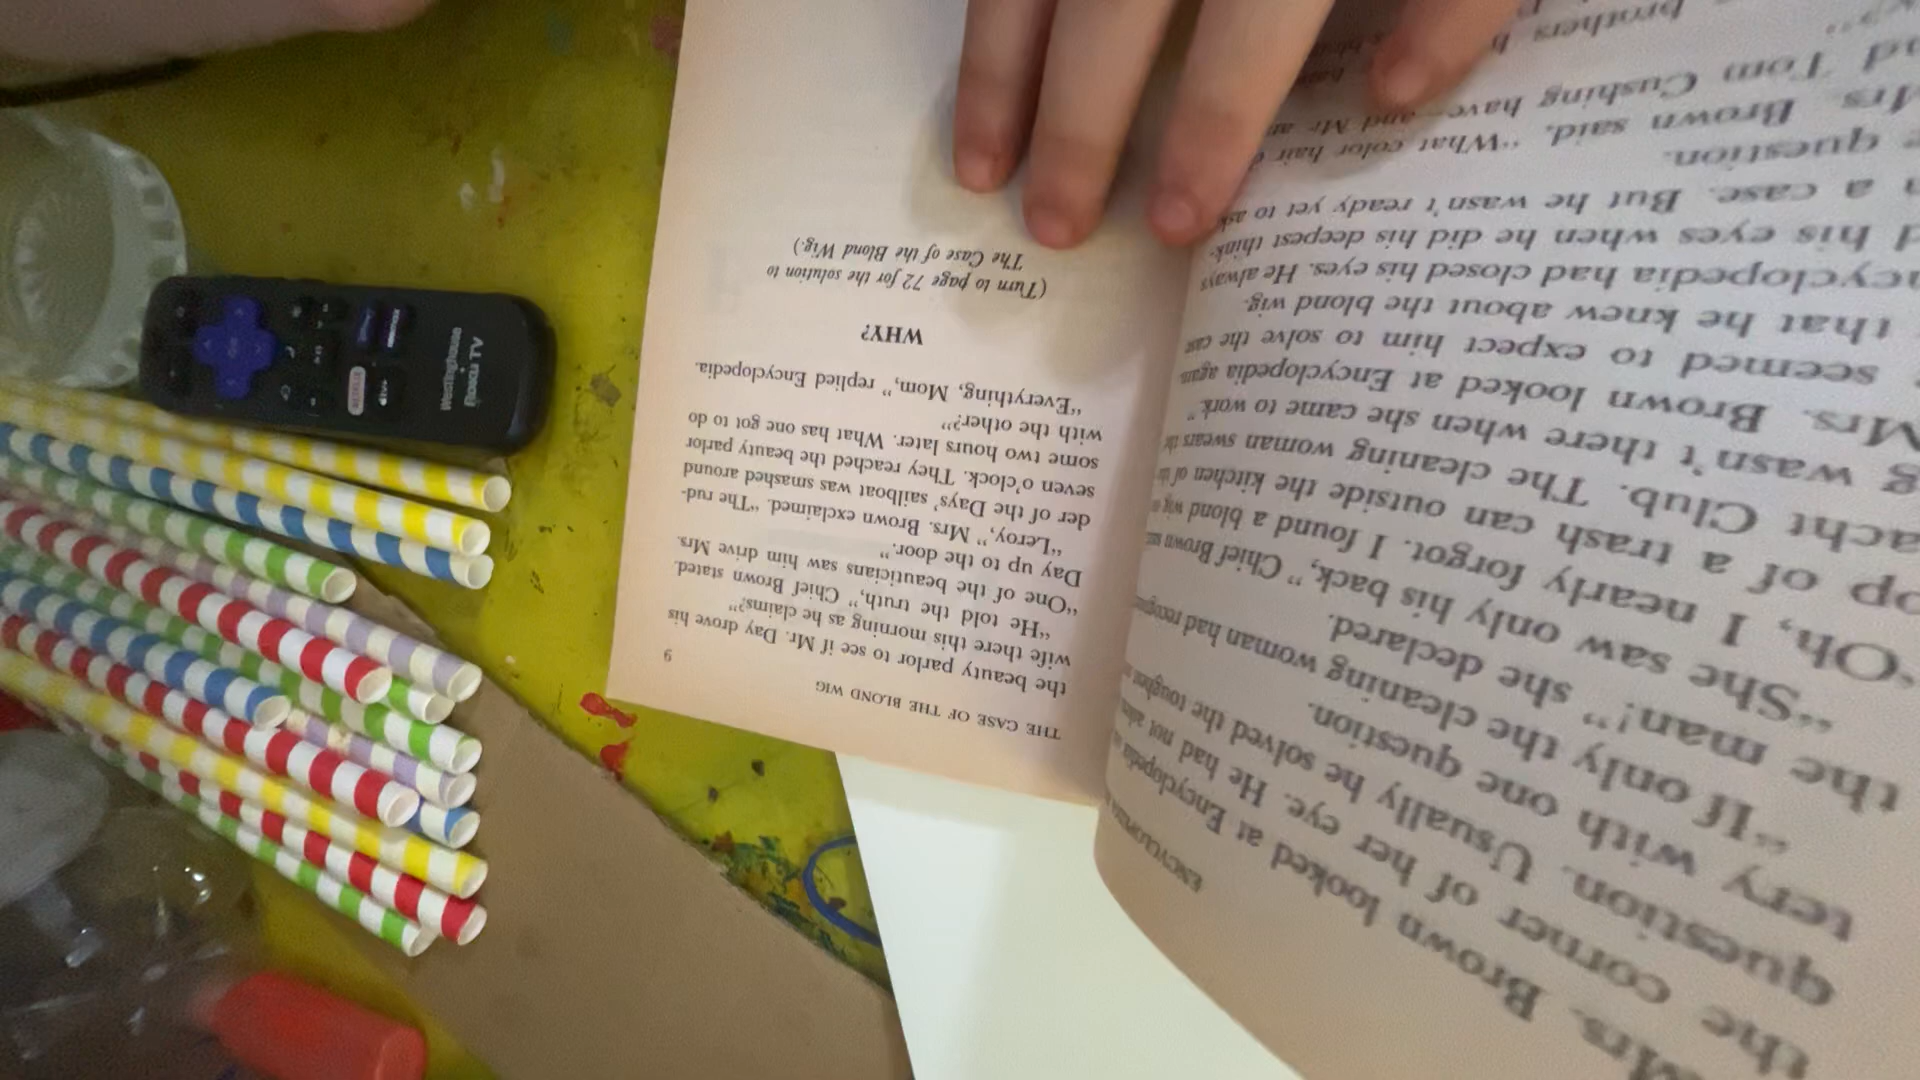 ENCYCLOPEDIA
Mrs. Brown looked at Encyclopedia
the corner of her eye. He had not asked
question. Usually he solved the toughest
tery with one question.
“If only the cleaning woman had
the man!” she declared.
“She saw only his back,” Chief Brown said.
“Oh, I nearly forgot. I found a blond wig
op of a trash can outside the kitchen of the
acht Club. The cleaning woman swears the
g wasn't there when she came to work.”
Mrs. Brown looked at Encyclopedia again.
seemed to expect him to solve the case
that he knew about the blond wig.
ncyclopedia had closed his eyes. He always
d his eyes when he did his deepest think-
a case. But he wasn't ready yet to ask
question.
Mrs. Brown said, “What color hair
Tom Cushing have—and Mr.
brothers
THE CASE OF THE BLOND WIG
9
the beauty parlor to see if Mr. Day drove his
wife there this morning as he claims?”
“He told the truth,” Chief Brown stated.
“One of the beauticians saw him drive Mrs.
Day up to the door.”
“Leroy,” Mrs. Brown exclaimed. “The rud-
der of the Days' sailboat was smashed around
seven o'clock. They reached the beauty parlor
some two hours later. What has one got to do
with the other?”
“Everything, Mom,” replied Encyclopedia.
WHY?
(Turn to page 72 for the solution to
The Case of the Blond Wig.)
Westinghouse
Roku TV